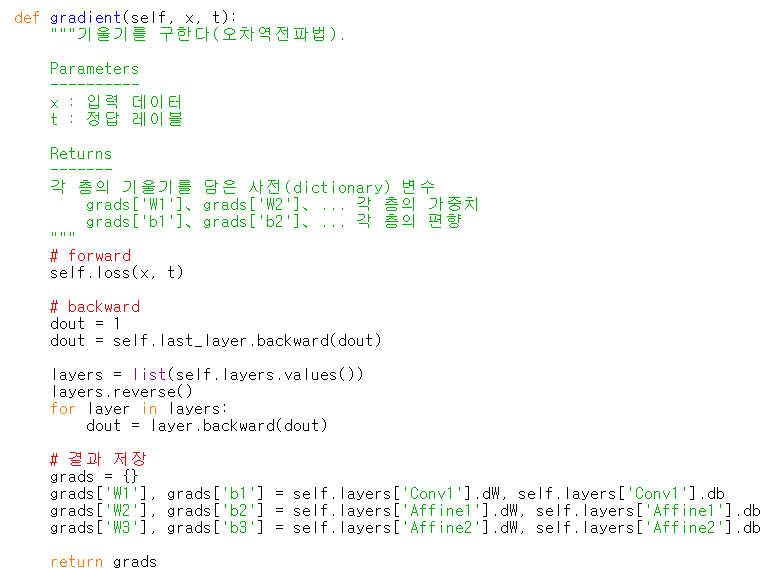 def gradient(self, x, t):
    """기울기를 구한다(오차역전파법).

    Parameters
    ----------
    x : 입력 데이터
    t : 정답 레이블

    Returns
    -------
    각 층의 기울기를 담은 사전(dictionary) 변수
        grads['W1']、grads['W2']、... 각 층의 가중치
        grads['b1']、grads['b2']、... 각 층의 편향
    """
    # forward
    self.loss(x, t)

    # backward
    dout = 1
    dout = self.last_layer.backward(dout)

    layers = list(self.layers.values())
    layers.reverse()
    for layer in layers:
        dout = layer.backward(dout)

    # 결과 저장
    grads = {}
    grads['W1'], grads['b1'] = self.layers['Conv1'].dW, self.layers['Conv1'].db
    grads['W2'], grads['b2'] = self.layers['Affine1'].dW, self.layers['Affine1'].db
    grads['W3'], grads['b3'] = self.layers['Affine2'].dW, self.layers['Affine2'].db

    return grads